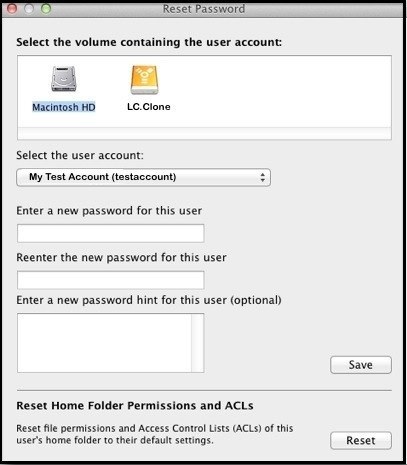 Reset Password
Select the volume containing the user account:
Macintosh HD
LC.Clone
Select the user account:
My Test Account (testaccount)
Enter a new password for this user
Reenter the new password for this user
Enter a new password hint for this user (optional)
Save
Reset Home Folder Permissions and ACLs
Reset file permissions and Access Control Lists (ACLs) of this
user's home folder to their default settings.
Reset